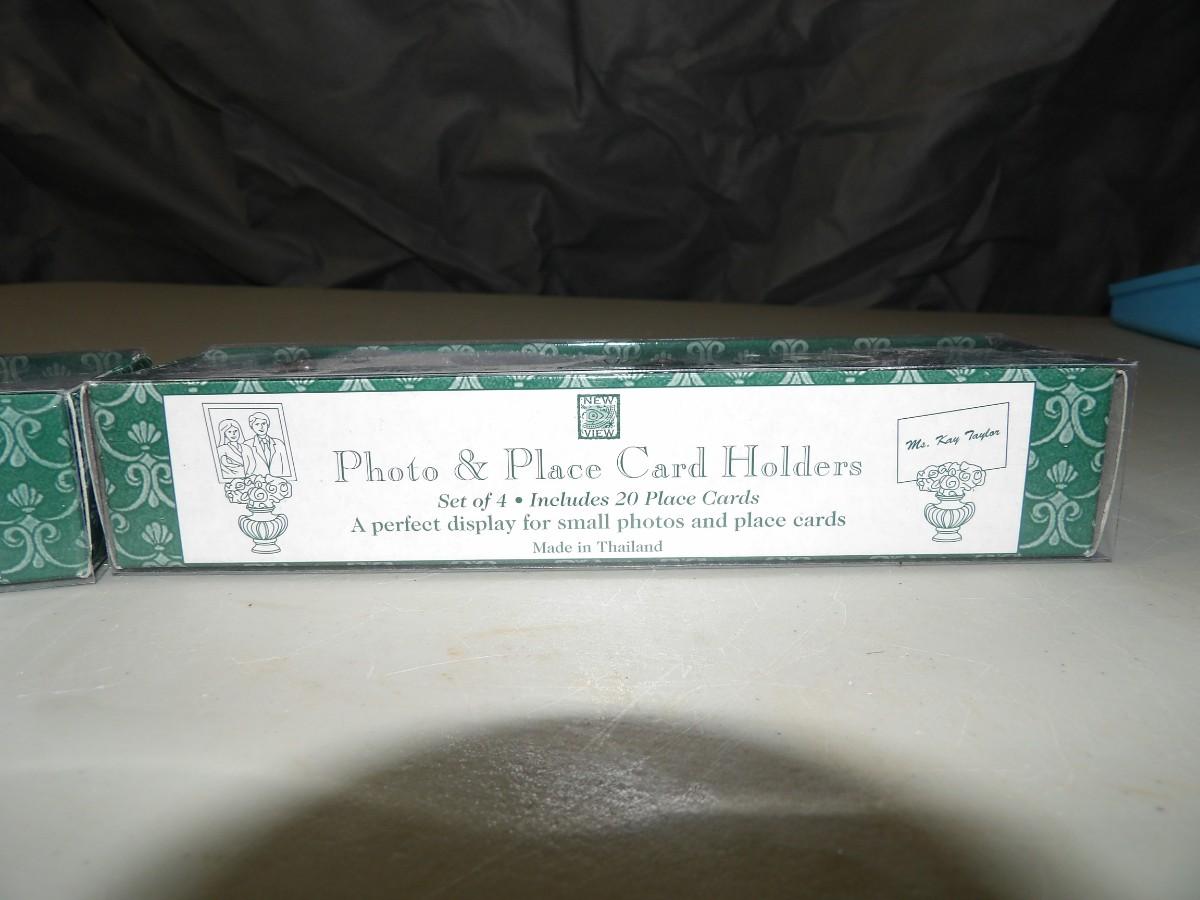 NEW
VIEW
Photo & Place Card Holders
Set of 4 • Includes 20 Place Cards
A perfect display for small photos and place cards
Made in Thailand
Ms. Kay Taylor